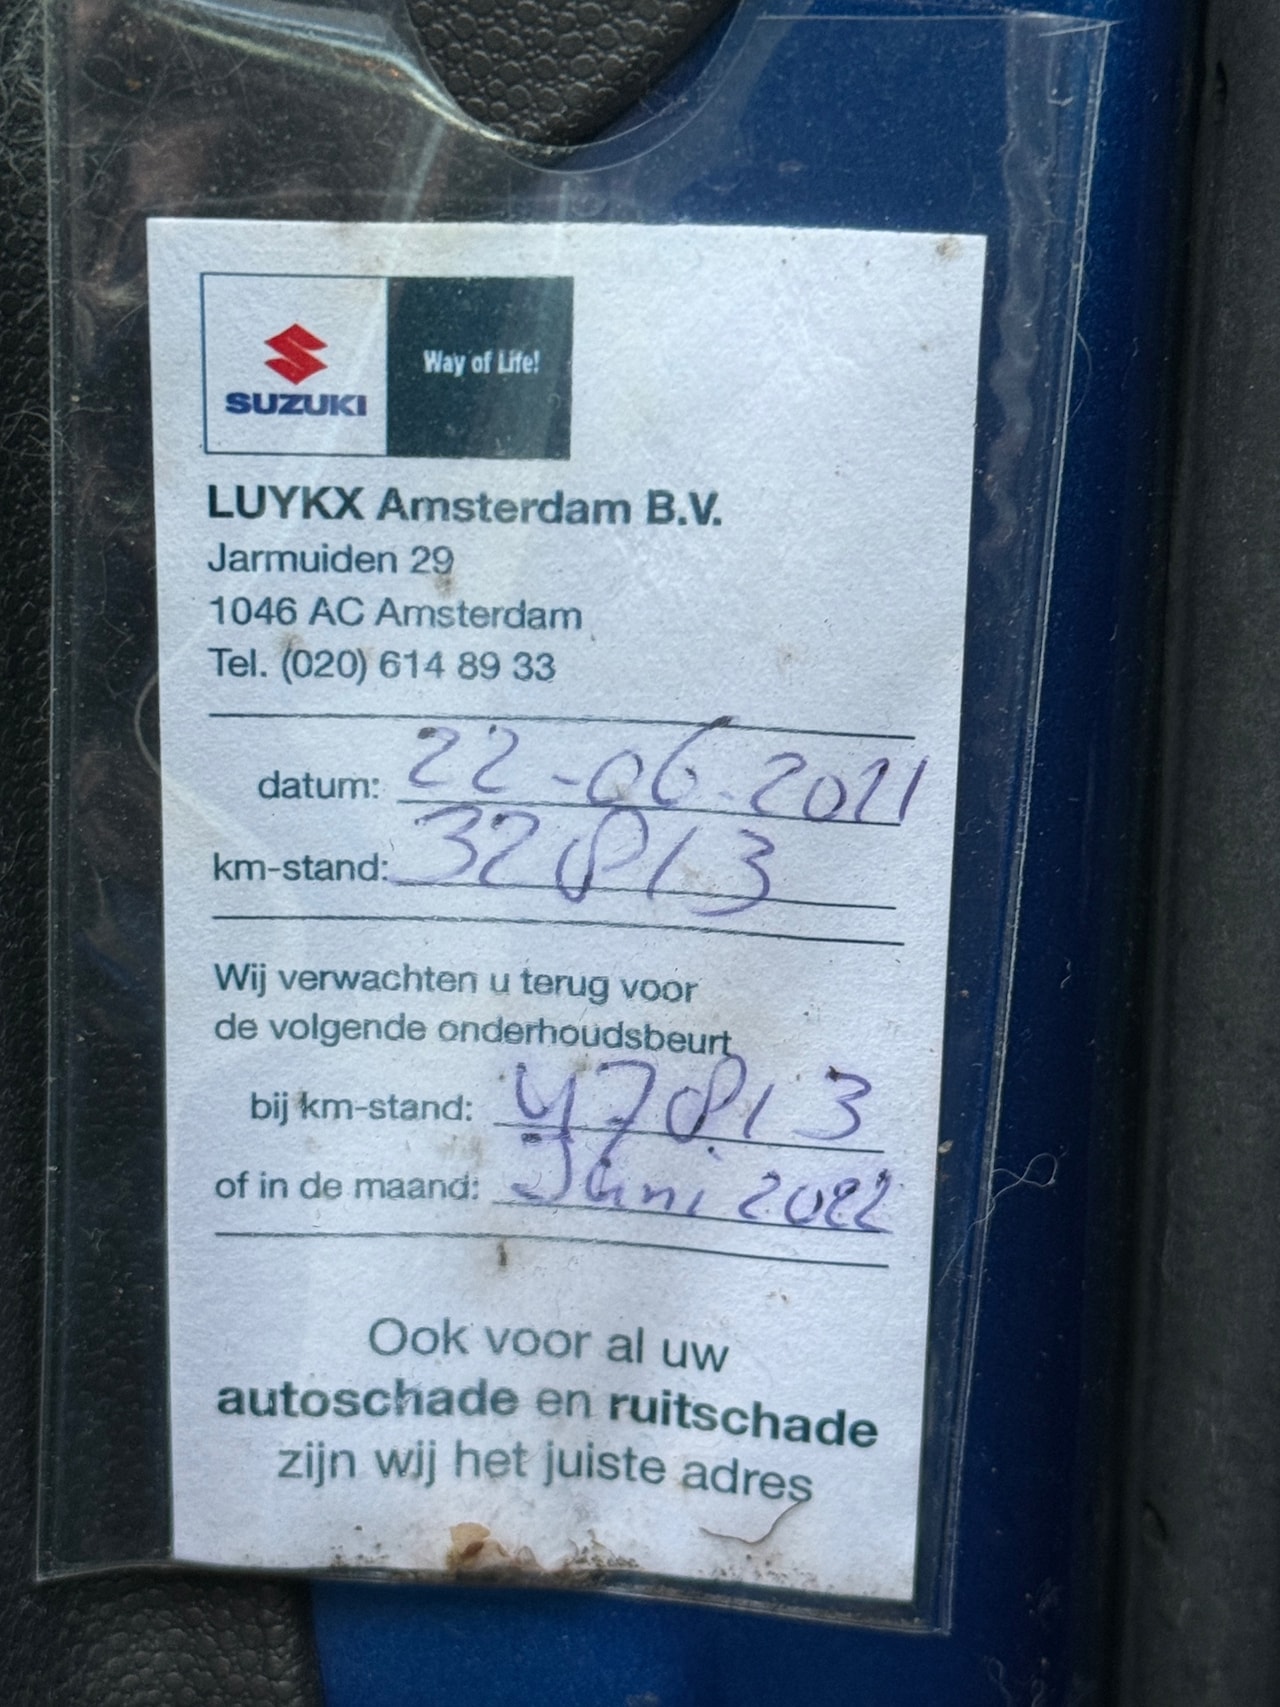 SUZUKI
Way of Life!
LUYKX Amsterdam B.V.
Jarmuiden 29
1046 AC Amsterdam
Tel. (020) 614 89 33
datum: 22-06-2021
km-stand: 32813
Wij verwachten u terug voor
de volgende onderhoudsbeurt
bij km-stand: 47813
of in de maand: Juni 2022
Ook voor al uw
autoschade en ruitschade
zijn wij het juiste adres